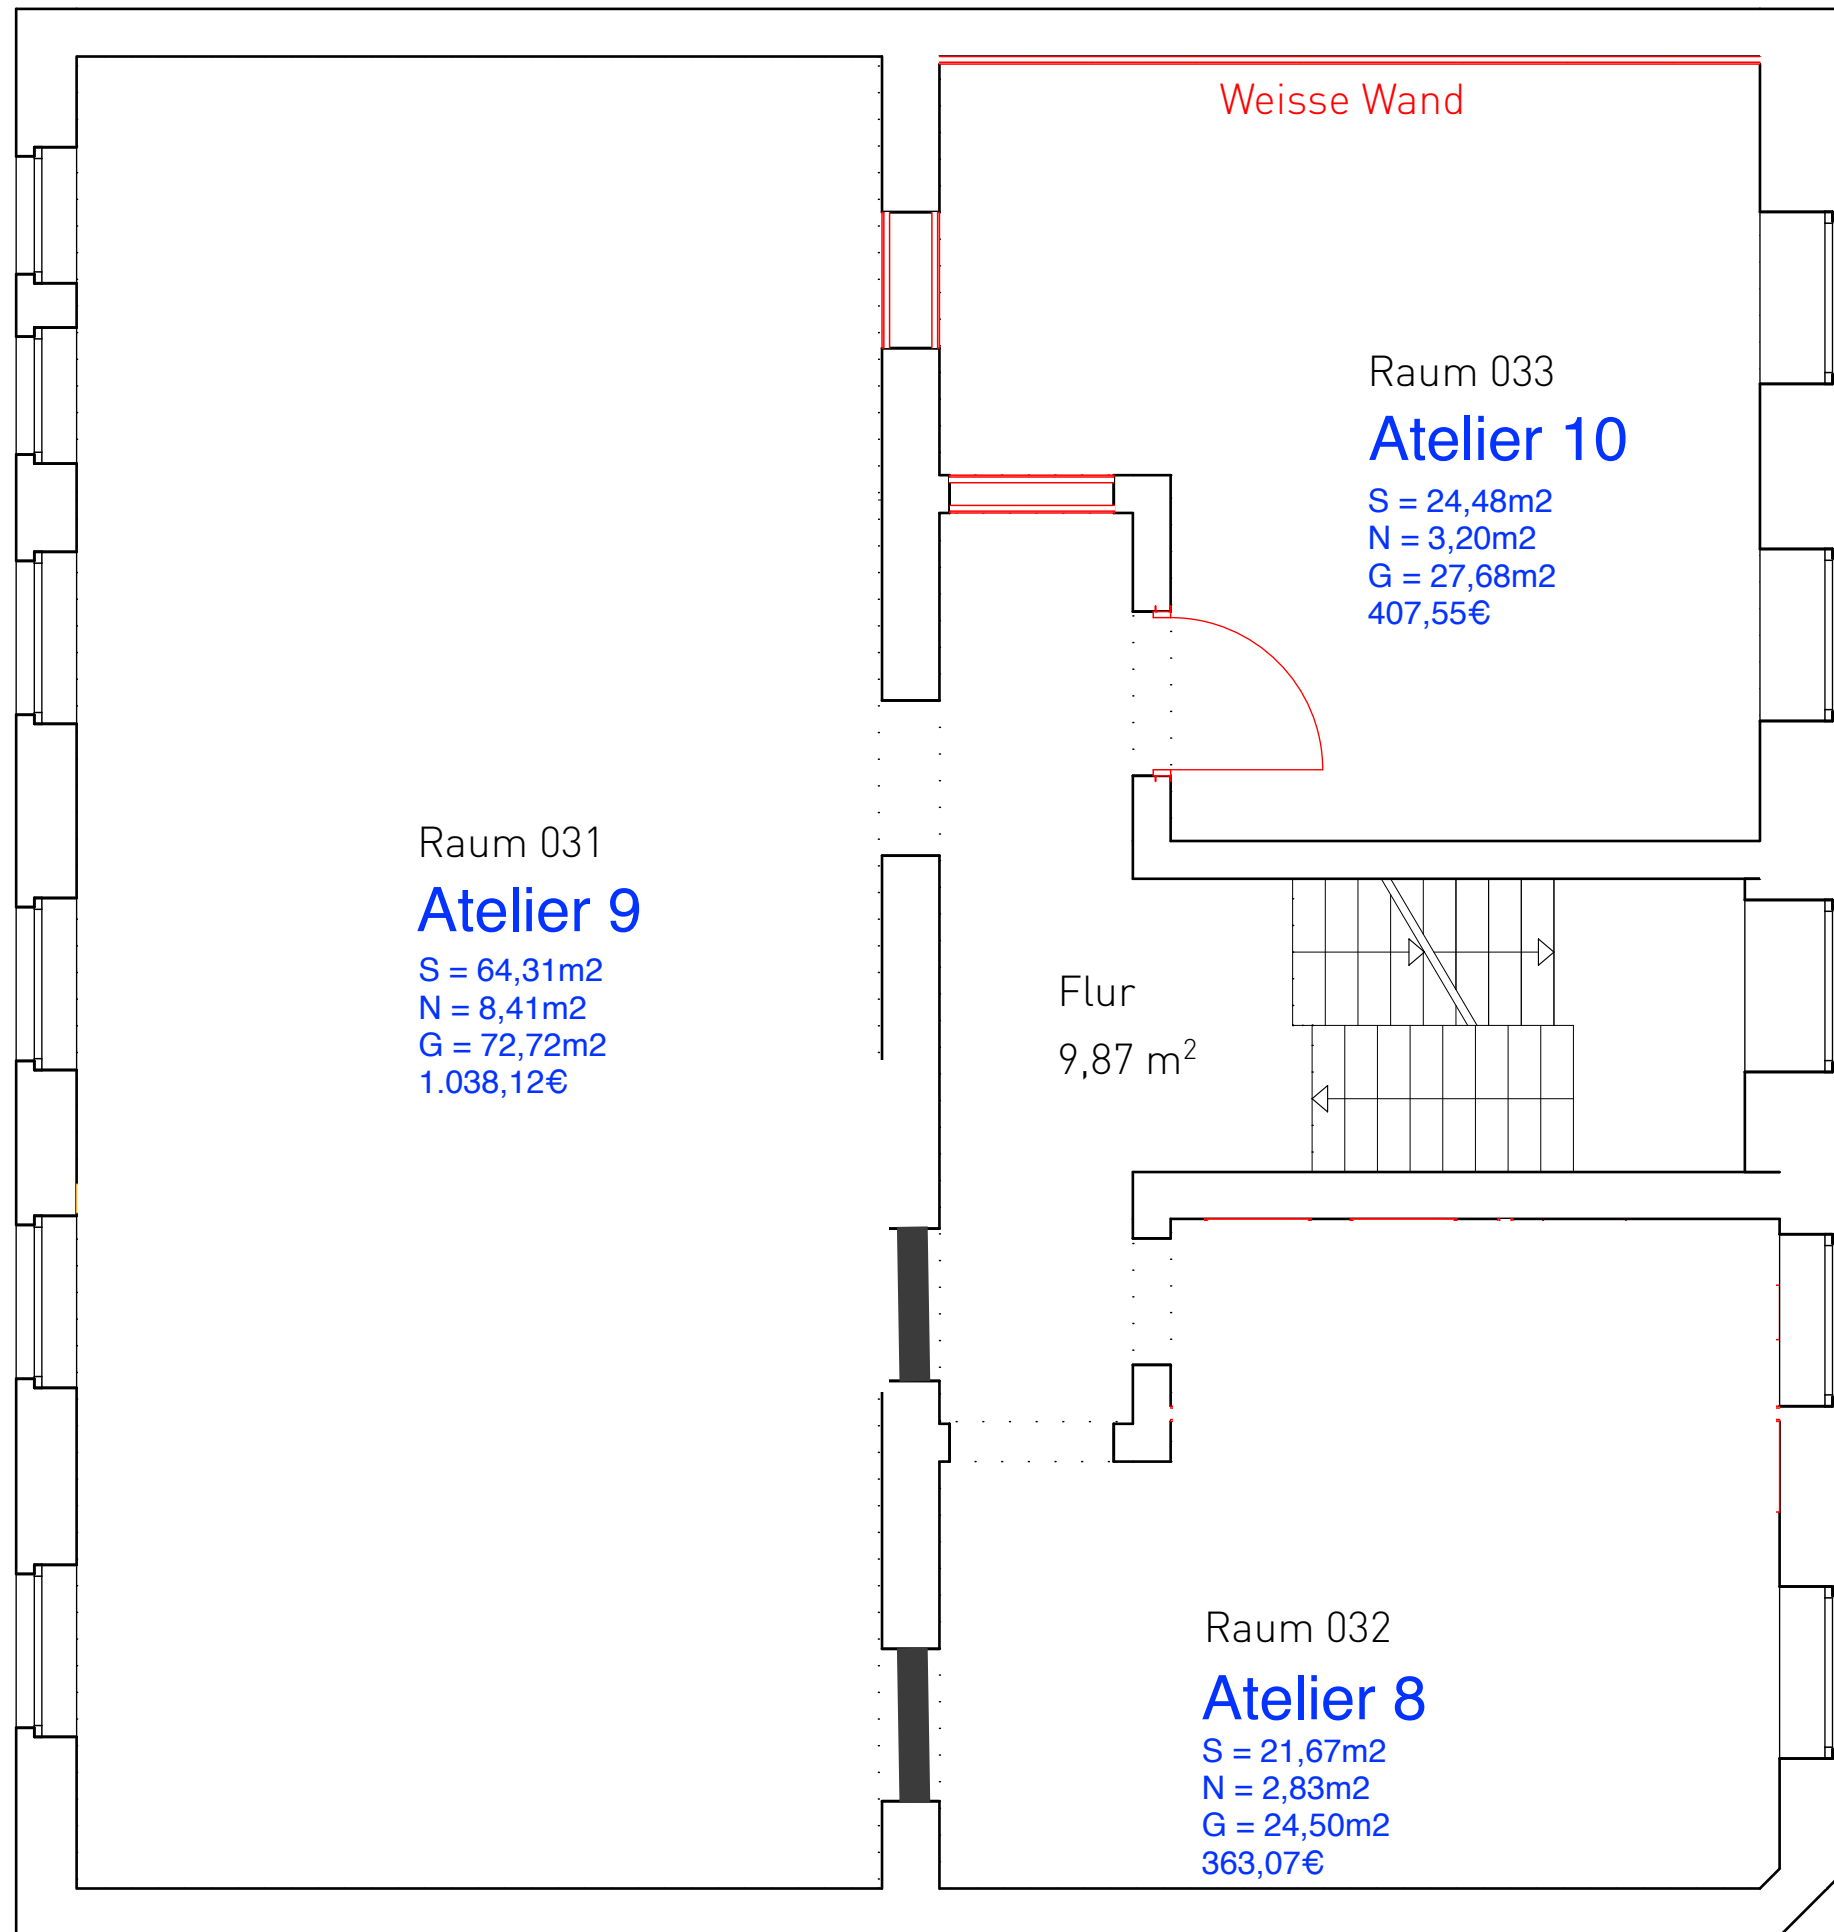 Weisse Wand
Raum 033
Atelier 10
S = 24,48m2
N = 3,20m2
G = 27,68m2
407,55€
Raum 031
Atelier 9
S = 64,31m2
N = 8,41m2
G = 72,72m2
1.038,12€
Flur
9,87 m²
Raum 032
Atelier 8
S = 21,67m2
N = 2,83m2
G = 24,50m2
363,07€